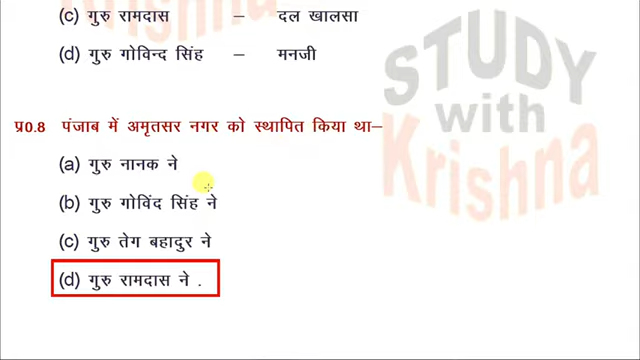 (c) गुरु रामदास – दल खालसा
(d) गुरु गोविन्द सिंह – मनजी
STUDY
with
Krishna
प्र0.8 पंजाब में अमृतसर नगर को स्थापित किया था–
(a) गुरु नानक ने
(b) गुरु गोविंद सिंह ने
(c) गुरु तेग बहादुर ने
(d) गुरु रामदास ने .